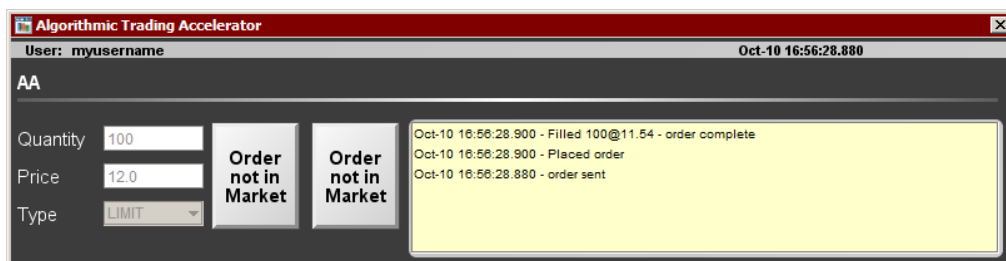 Algorithmic Trading Accelerator
User: myusername Oct-10 16:56:28.880
AA
Quantity 100
Price 12.0
Type LIMIT
Order
not in
Market
Order
not in
Market
Oct-10 16:56:28.900 - Filled 100@11.54 - order complete
Oct-10 16:56:28.900 - Placed order
Oct-10 16:56:28.880 - order sent